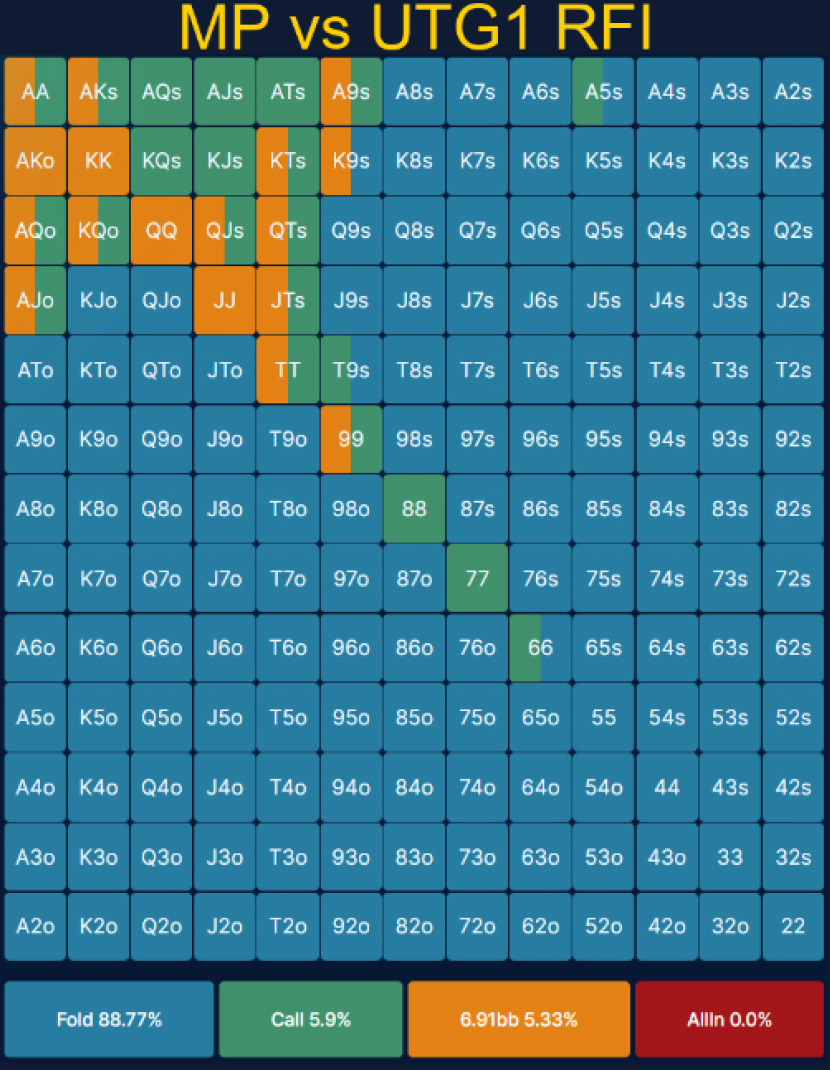 MP vs UTG1 RFI
AA AKs AQs AJs ATs A9s A8s A7s A6s A5s A4s A3s A2s
AKo KK KQs KJs KTs K9s K8s K7s K6s K5s K4s K3s K2s
AQo KQo QQ QJs QTs Q9s Q8s Q7s Q6s Q5s Q4s Q3s Q2s
AJo KJo QJo JJ JTs J9s J8s J7s J6s J5s J4s J3s J2s
ATo KTo QTo JTo TT T9s T8s T7s T6s T5s T4s T3s T2s
A9o K9o Q9o J9o T9o 99 98s 97s 96s 95s 94s 93s 92s
A8o K8o Q8o J8o T8o 98o 88 87s 86s 85s 84s 83s 82s
A7o K7o Q7o J7o T7o 97o 87o 77 76s 75s 74s 73s 72s
A6o K6o Q6o J6o T6o 96o 86o 76o 66 65s 64s 63s 62s
A5o K5o Q5o J5o T5o 95o 85o 75o 65o 55 54s 53s 52s
A4o K4o Q4o J4o T4o 94o 84o 74o 64o 54o 44 43s 42s
A3o K3o Q3o J3o T3o 93o 83o 73o 63o 53o 43o 33 32s
A2o K2o Q2o J2o T2o 92o 82o 72o 62o 52o 42o 32o 22
Fold 88.77% Call 5.9% 6.91bb 5.33% AllIn 0.0%